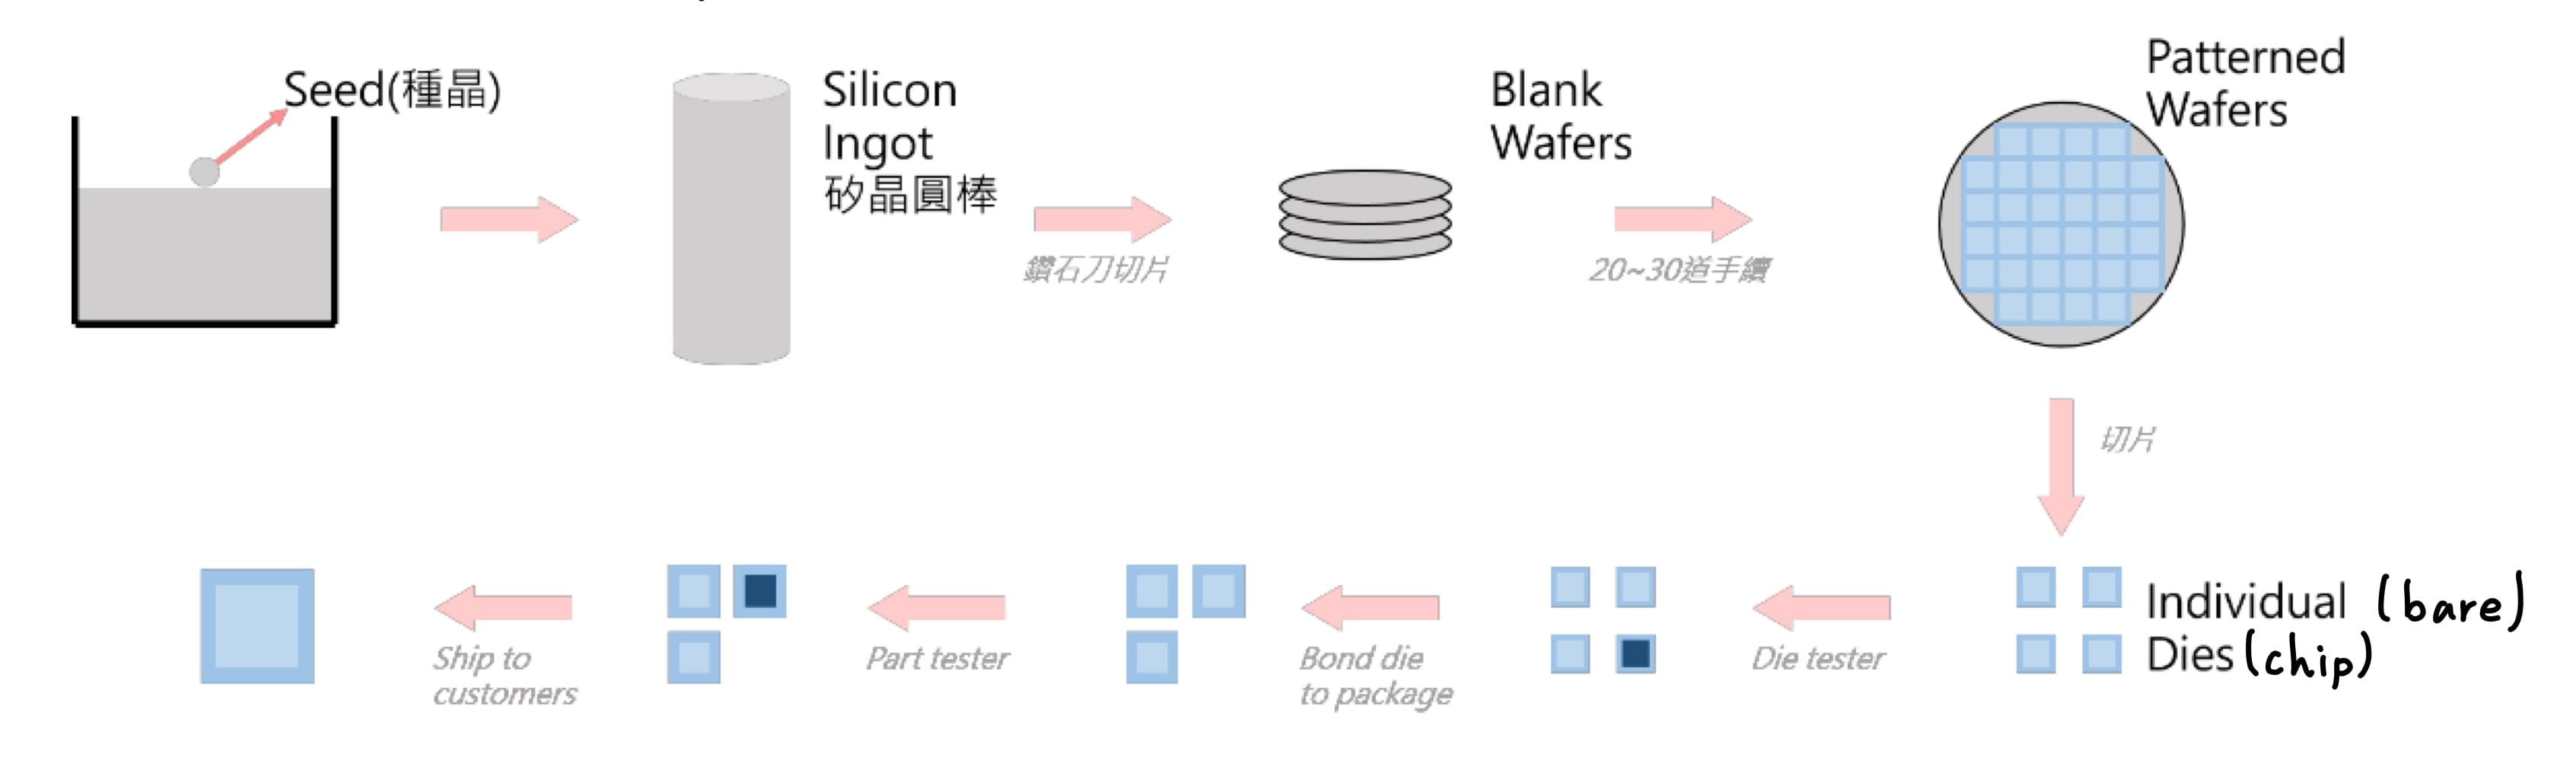 Seed(種晶)
Silicon
Ingot
矽晶圓棒
鑽石刀切片
Blank
Wafers
20~30道手續
Patterned
Wafers
切片
Individual (bare)
Dies (chip)
Die tester
Bond die
to package
Part tester
Ship to
customers